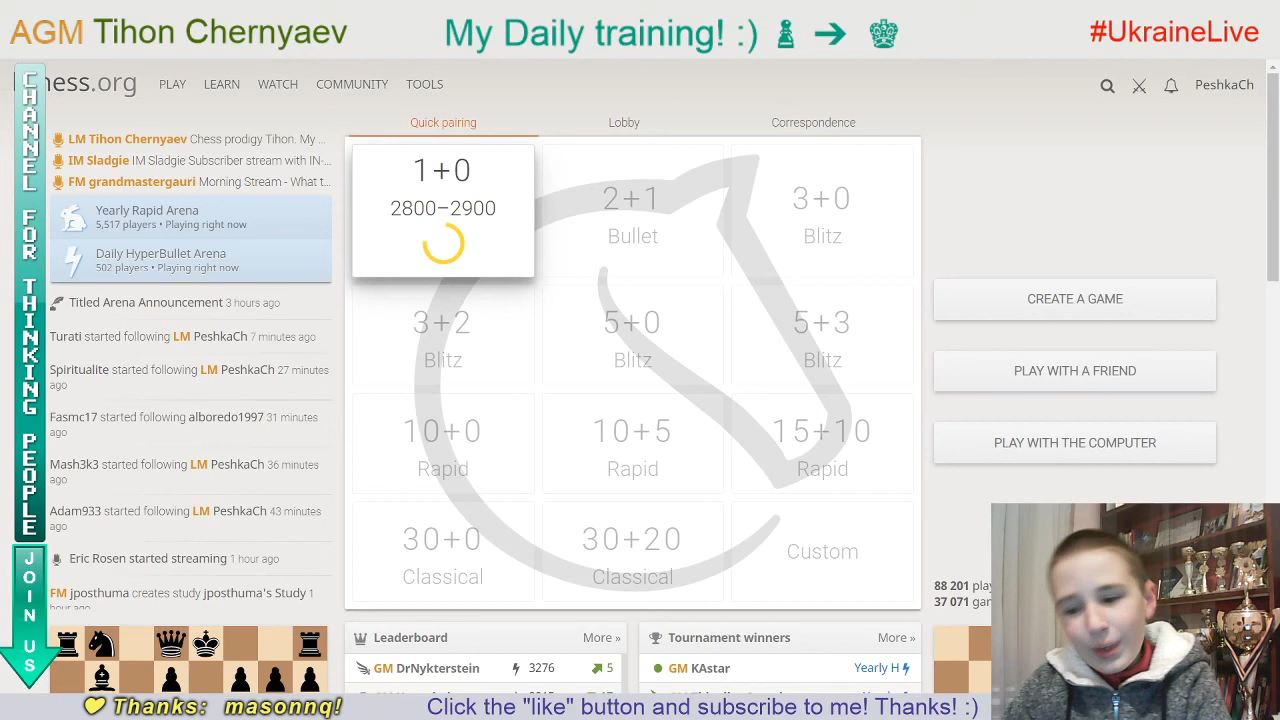 AGM Tihon Chernyaev
My Daily training! :)
#UkraineLive
CHANNEL FOR THINKING PEOPLE
JOIN US
hess.org
PLAY LEARN WATCH COMMUNITY TOOLS
PeshkaCh
LM Tihon Chernyaev Chess prodigy Tihon. My ...
IM Sladgie IM Sladgie Subscriber stream with IN-...
FM grandmastergauri Morning Stream - What t...
Yearly Rapid Arena
5,517 players • Playing right now
Daily HyperBullet Arena
502 players • Playing right now
Titled Arena Announcement 3 hours ago
Turati started following LM PeshkaCh 7 minutes ago
Spiritualite started following LM PeshkaCh 27 minutes
ago
Fasmc17 started following alboredo1997 31 minutes
ago
Mash3k3 started following LM PeshkaCh 36 minutes
ago
Adam933 started following LM PeshkaCh 43 minutes
ago
Eric Rosen started streaming 1 hour ago
FM jposthuma creates study jposthuma's Study 1
hour ago
Quick pairing Lobby Correspondence
1+0
2800–2900
2+1
Bullet
3+0
Blitz
3+2
Blitz
5+0
Blitz
5+3
Blitz
10+0
Rapid
10+5
Rapid
15+10
Rapid
30+0
Classical
30+20
Classical
Custom
CREATE A GAME
PLAY WITH A FRIEND
PLAY WITH THE COMPUTER
88 201 play
37 071 gam
Leaderboard More »
GM DrNykterstein 3276 5
Tournament winners More »
GM KAstar Yearly H
Thanks: masonnq!
Click the "like" button and subscribe to me! Thanks! :)